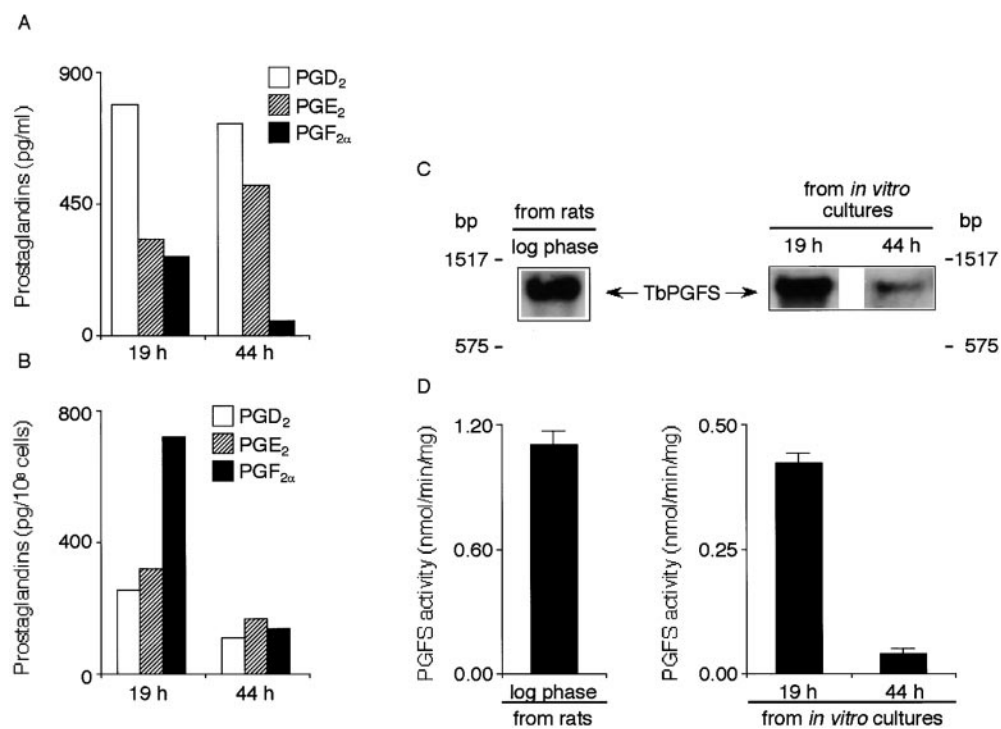 A
Prostaglandins (pg/ml)
900
450
0
PGD2
PGE2
PGF2α
19 h
44 h
B
Prostaglandins (pg/10⁸ cells)
800
400
0
PGD2
PGE2
PGF2α
19 h
44 h
C
bp
1517 -
575 -
from rats
log phase
TbPGFS
from in vitro
cultures
19 h
44 h
bp
- 1517
- 575
D
PGFS activity (nmol/min/mg)
1.20
0.60
0.00
log phase
from rats
PGFS activity (nmol/min/mg)
0.50
0.25
0.00
19 h
44 h
from in vitro cultures